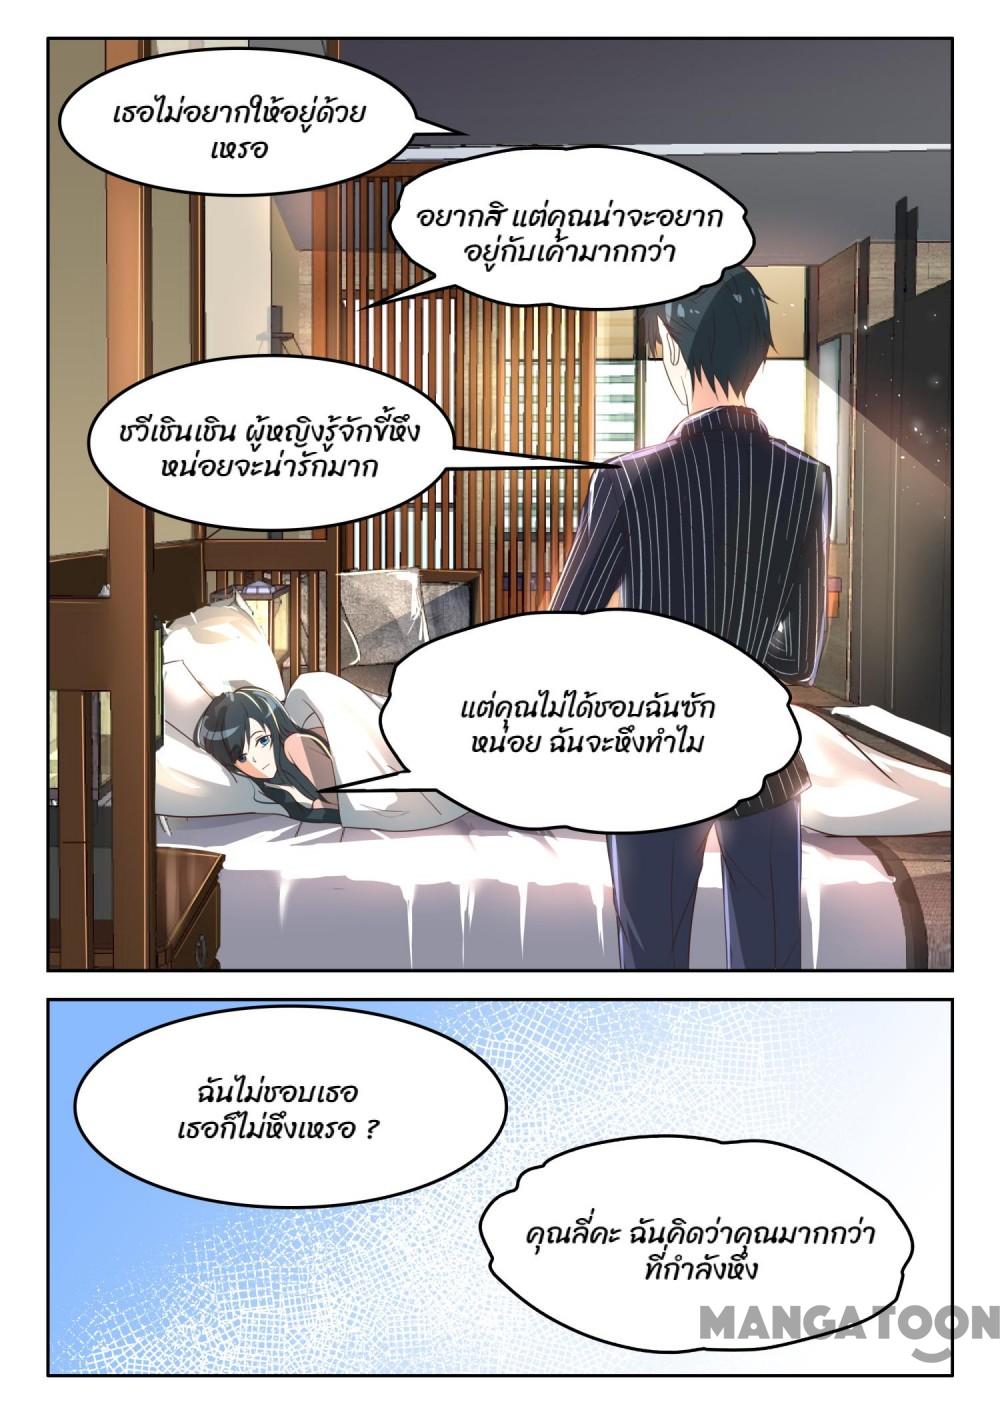 เธอไม่อยากให้อยู่ด้วย
เหรอ
อยากสิ แต่คุณน่าจะอยาก
อยู่กับเค้ามากกว่า
ชวีเชินเชิน ผู้หญิงรู้จักขี้หึง
หน่อยจะน่ารักมาก
แต่คุณไม่ได้ชอบฉันซัก
หน่อย ฉันจะหึงทำไม
ฉันไม่ชอบเธอ
เธอก็ไม่หึงเหรอ ?
คุณลี่คะ ฉันคิดว่าคุณมากกว่า
ที่กำลังหึง
MANGATOON